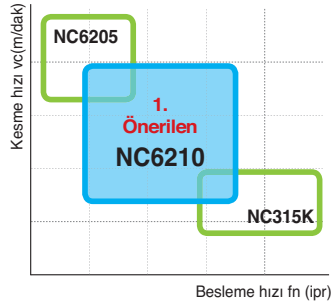 Kesme hızı vc(m/dak)
NC6205
1.
Önerilen
NC6210
NC315K
Besleme hızı fn (ipr)